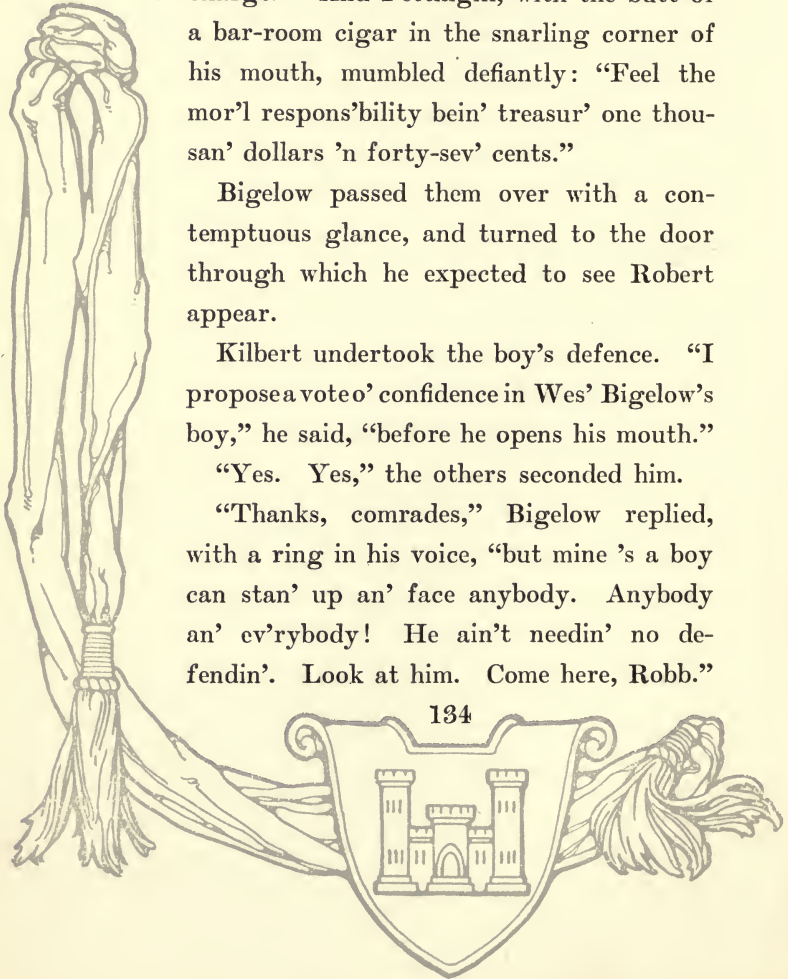 a bar-room cigar in the snarling corner of
his mouth, mumbled defiantly: “Feel the
mor’l respons’bility bein’ treasur’ one thou-
san’ dollars ’n forty-sev’ cents.”
Bigelow passed them over with a con-
temptuous glance, and turned to the door
through which he expected to see Robert
appear.
Kilbert undertook the boy’s defence. “I
propose a vote o’ confidence in Wes’ Bigelow’s
boy,” he said, “before he opens his mouth.”
“Yes. Yes,” the others seconded him.
“Thanks, comrades,” Bigelow replied,
with a ring in his voice, “but mine ’s a boy
can stan’ up an’ face anybody. Anybody
an’ ev’rybody! He ain’t needin’ no de-
fendin’. Look at him. Come here, Robb.”
134